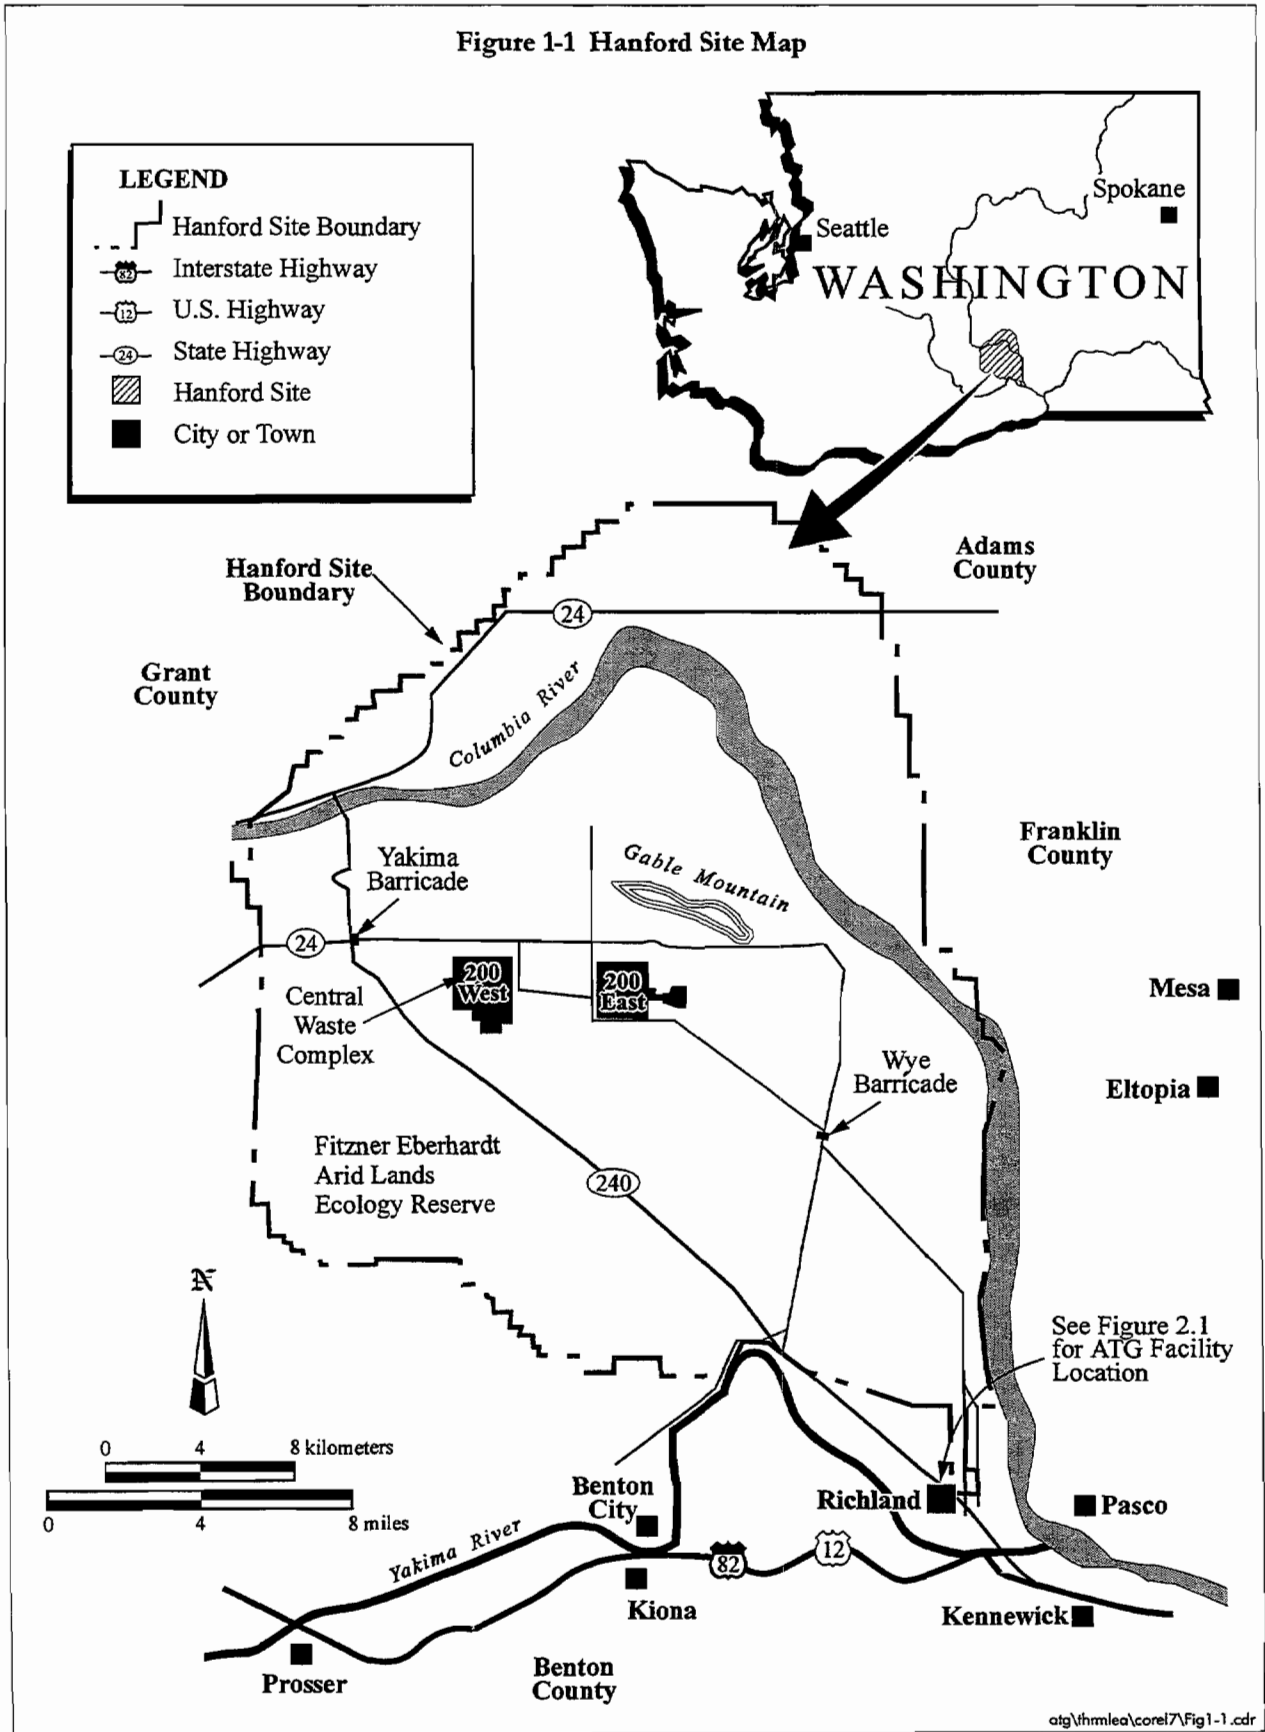 Figure 1-1 Hanford Site Map
LEGEND
Hanford Site Boundary
82
Interstate Highway
12
U.S. Highway
24
State Highway
Hanford Site
City or Town
Spokane
Seattle
WASHINGTON
Adams
County
Hanford Site
Boundary
24
Grant
County
Columbia River
Franklin
County
Yakima
Barricade
Gable Mountain
24
200
West
200
East
Mesa
Central
Waste
Complex
Wye
Barricade
Eltopia
Fitzner Eberhardt
Arid Lands
Ecology Reserve
240
N
See Figure 2.1
for ATG Facility
Location
0 4 8 kilometers
0 4 8 miles
Benton
City
Richland
Pasco
Yakima River
82
12
Kiona
Kennewick
Prosser
Benton
County
atg\thrmlea\corel7\Fig1-1.cdr